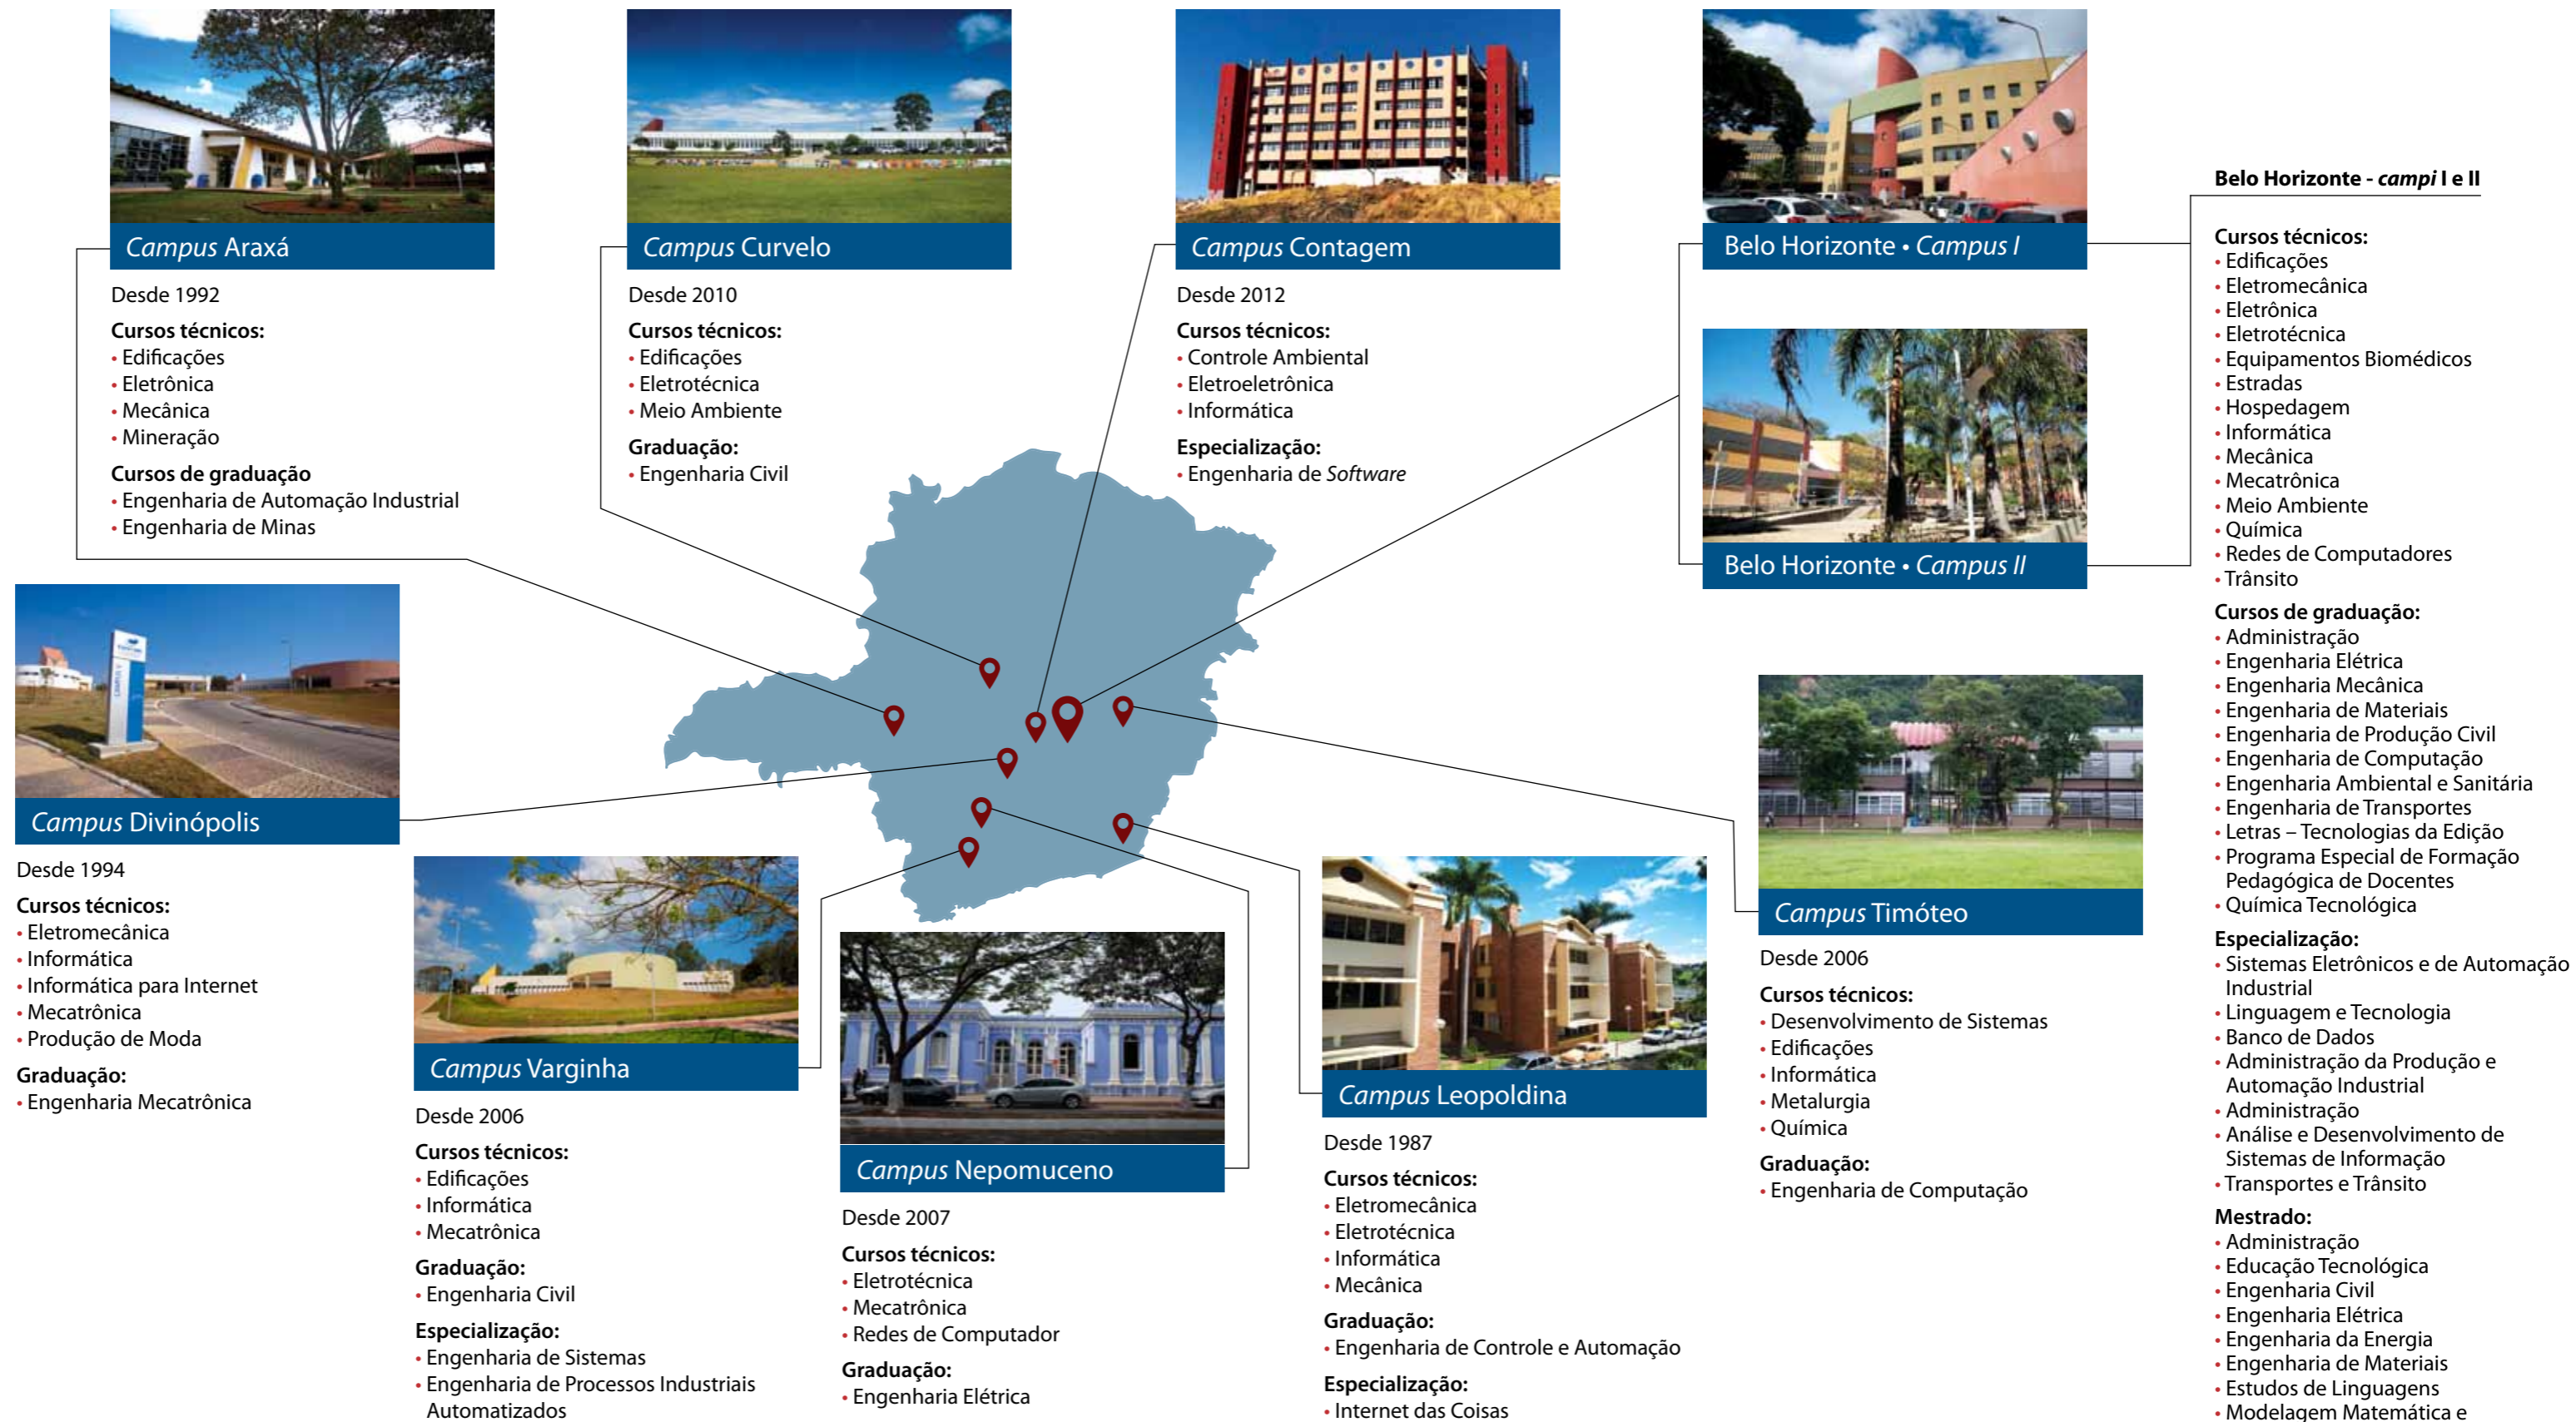 Campus Araxá
Desde 1992
Cursos técnicos:
• Edificações
• Eletrônica
• Mecânica
• Mineração
Cursos de graduação
• Engenharia de Automação Industrial
• Engenharia de Minas
Campus Curvelo
Desde 2010
Cursos técnicos:
• Edificações
• Eletrotécnica
• Meio Ambiente
Graduação:
• Engenharia Civil
Campus Contagem
Desde 2012
Cursos técnicos:
• Controle Ambiental
• Eletroeletrônica
• Informática
Especialização:
• Engenharia de Software
Belo Horizonte • Campus I
Belo Horizonte • Campus II
Belo Horizonte - campi I e II
Cursos técnicos:
• Edificações
• Eletromecânica
• Eletrônica
• Eletrotécnica
• Equipamentos Biomédicos
• Estradas
• Hospedagem
• Informática
• Mecânica
• Mecatrônica
• Meio Ambiente
• Química
• Redes de Computadores
• Trânsito
Cursos de graduação:
• Administração
• Engenharia Elétrica
• Engenharia Mecânica
• Engenharia de Materiais
• Engenharia de Produção Civil
• Engenharia de Computação
• Engenharia Ambiental e Sanitária
• Engenharia de Transportes
• Letras – Tecnologias da Edição
• Programa Especial de Formação
Pedagógica de Docentes
• Química Tecnológica
Especialização:
• Sistemas Eletrônicos e de Automação
Industrial
• Linguagem e Tecnologia
• Banco de Dados
• Administração da Produção e
Automação Industrial
• Administração
• Análise e Desenvolvimento de
Sistemas de Informação
• Transportes e Trânsito
Mestrado:
• Administração
• Educação Tecnológica
• Engenharia Civil
• Engenharia Elétrica
• Engenharia da Energia
• Engenharia de Materiais
• Estudos de Linguagens
• Modelagem Matemática e
Campus Divinópolis
Desde 1994
Cursos técnicos:
• Eletromecânica
• Informática
• Informática para Internet
• Mecatrônica
• Produção de Moda
Graduação:
• Engenharia Mecatrônica
Campus Varginha
Desde 2006
Cursos técnicos:
• Edificações
• Informática
• Mecatrônica
Graduação:
• Engenharia Civil
Especialização:
• Engenharia de Sistemas
• Engenharia de Processos Industriais
Automatizados
Campus Nepomuceno
Desde 2007
Cursos técnicos:
• Eletrotécnica
• Mecatrônica
• Redes de Computador
Graduação:
• Engenharia Elétrica
Campus Leopoldina
Desde 1987
Cursos técnicos:
• Eletromecânica
• Eletrotécnica
• Informática
• Mecânica
Graduação:
• Engenharia de Controle e Automação
Especialização:
• Internet das Coisas
Campus Timóteo
Desde 2006
Cursos técnicos:
• Desenvolvimento de Sistemas
• Edificações
• Informática
• Metalurgia
• Química
Graduação:
• Engenharia de Computação